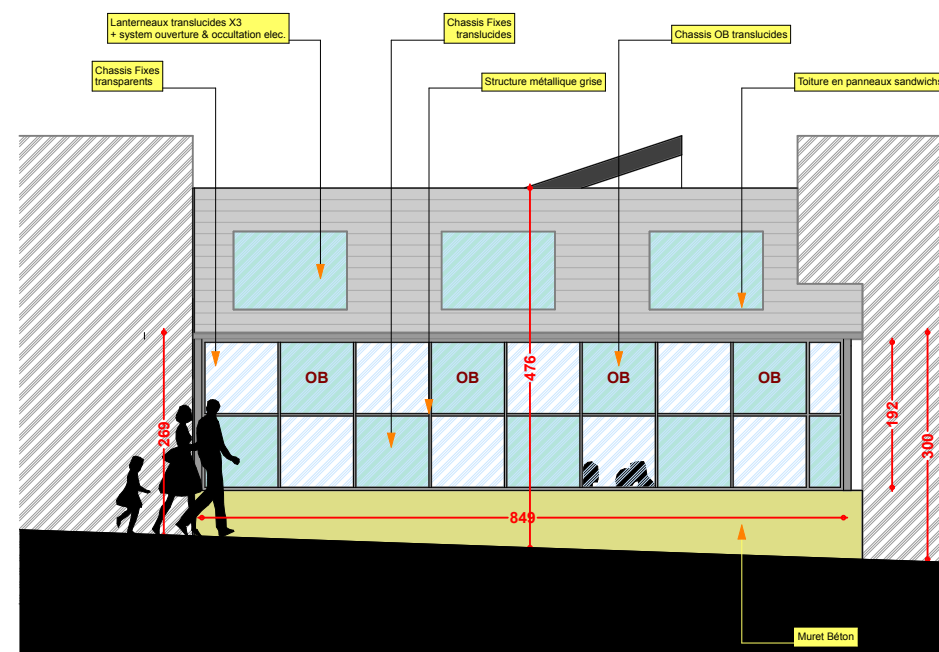 Lanterneaux translucides X3
+ system ouverture & occultation elec.
Chassis Fixes
translucides
Chassis OB translucides
Chassis Fixes
transparents
Structure métallique grise
Toiture en panneaux sandwichs
OB
OB
OB
OB
476
269
192
300
849
Muret Béton